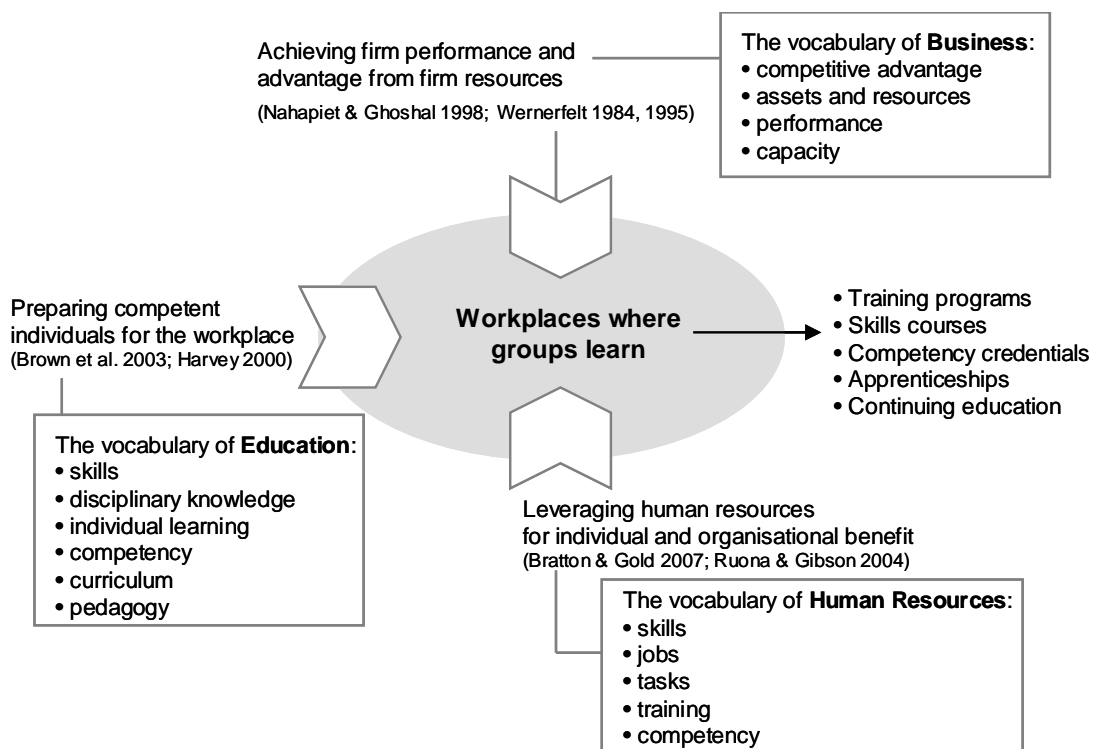 Achieving firm performance and
advantage from firm resources
(Nahapiet & Ghoshal 1998; Wernerfelt 1984, 1995)
The vocabulary of Business:
• competitive advantage
• assets and resources
• performance
• capacity
Preparing competent
individuals for the workplace
(Brown et al. 2003; Harvey 2000)
The vocabulary of Education:
• skills
• disciplinary knowledge
• individual learning
• competency
• curriculum
• pedagogy
Workplaces where
groups learn
• Training programs
• Skills courses
• Competency credentials
• Apprenticeships
• Continuing education
Leveraging human resources
for individual and organisational benefit
(Bratton & Gold 2007; Ruona & Gibson 2004)
The vocabulary of Human Resources:
• skills
• jobs
• tasks
• training
• competency